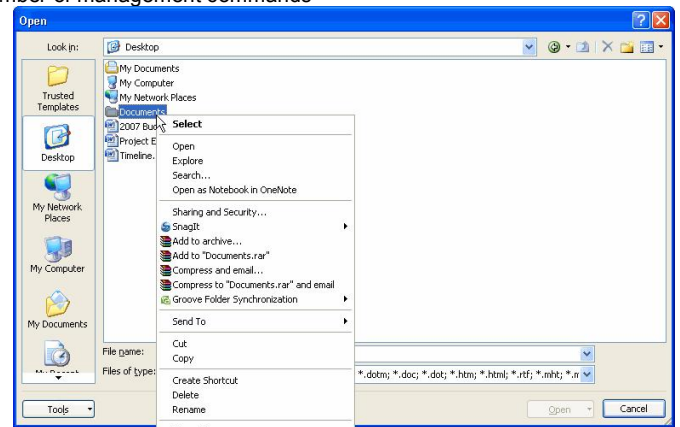 mber of management commands
Open
Look in:
Desktop
Trusted
Templates
Desktop
My Network
Places
My Computer
My Documents
My Documents
My Computer
My Network Places
Documents
2007 Bud
Project E
Timeline.
Select
Open
Explore
Search...
Open as Notebook in OneNote
Sharing and Security...
SnagIt
Add to archive...
Add to "Documents.rar"
Compress and email...
Compress to "Documents.rar" and email
Groove Folder Synchronization
Send To
Cut
Copy
Create Shortcut
Delete
Rename
File name:
Files of type:
*.dotm; *.doc; *.dot; *.htm; *.html; *.rtf; *.mht; *.m
Tools
Open
Cancel